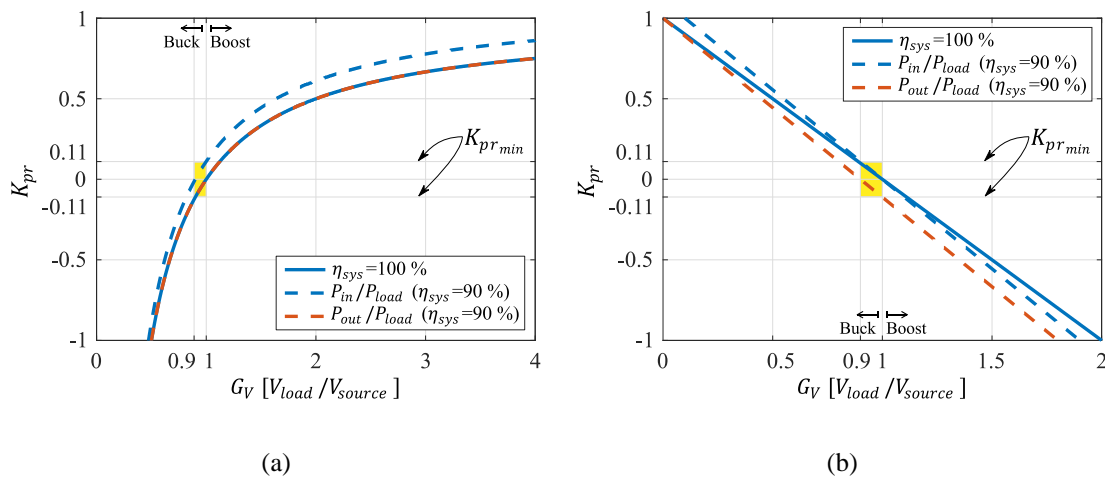 1
0.5
0.11
0
-0.11
-0.5
-1
K_pr
Buck Boost
K_pr_min
η_sys=100 %
P_in/P_load (η_sys=90 %)
P_out/P_load (η_sys=90 %)
0 0.9 1 2 3 4
G_V [V_load/V_source]
(a)
1
0.5
0.11
0
-0.11
-0.5
-1
K_pr
η_sys=100 %
P_in/P_load (η_sys=90 %)
P_out/P_load (η_sys=90 %)
K_pr_min
Buck Boost
0 0.5 0.9 1 1.5 2
G_V [V_load/V_source]
(b)